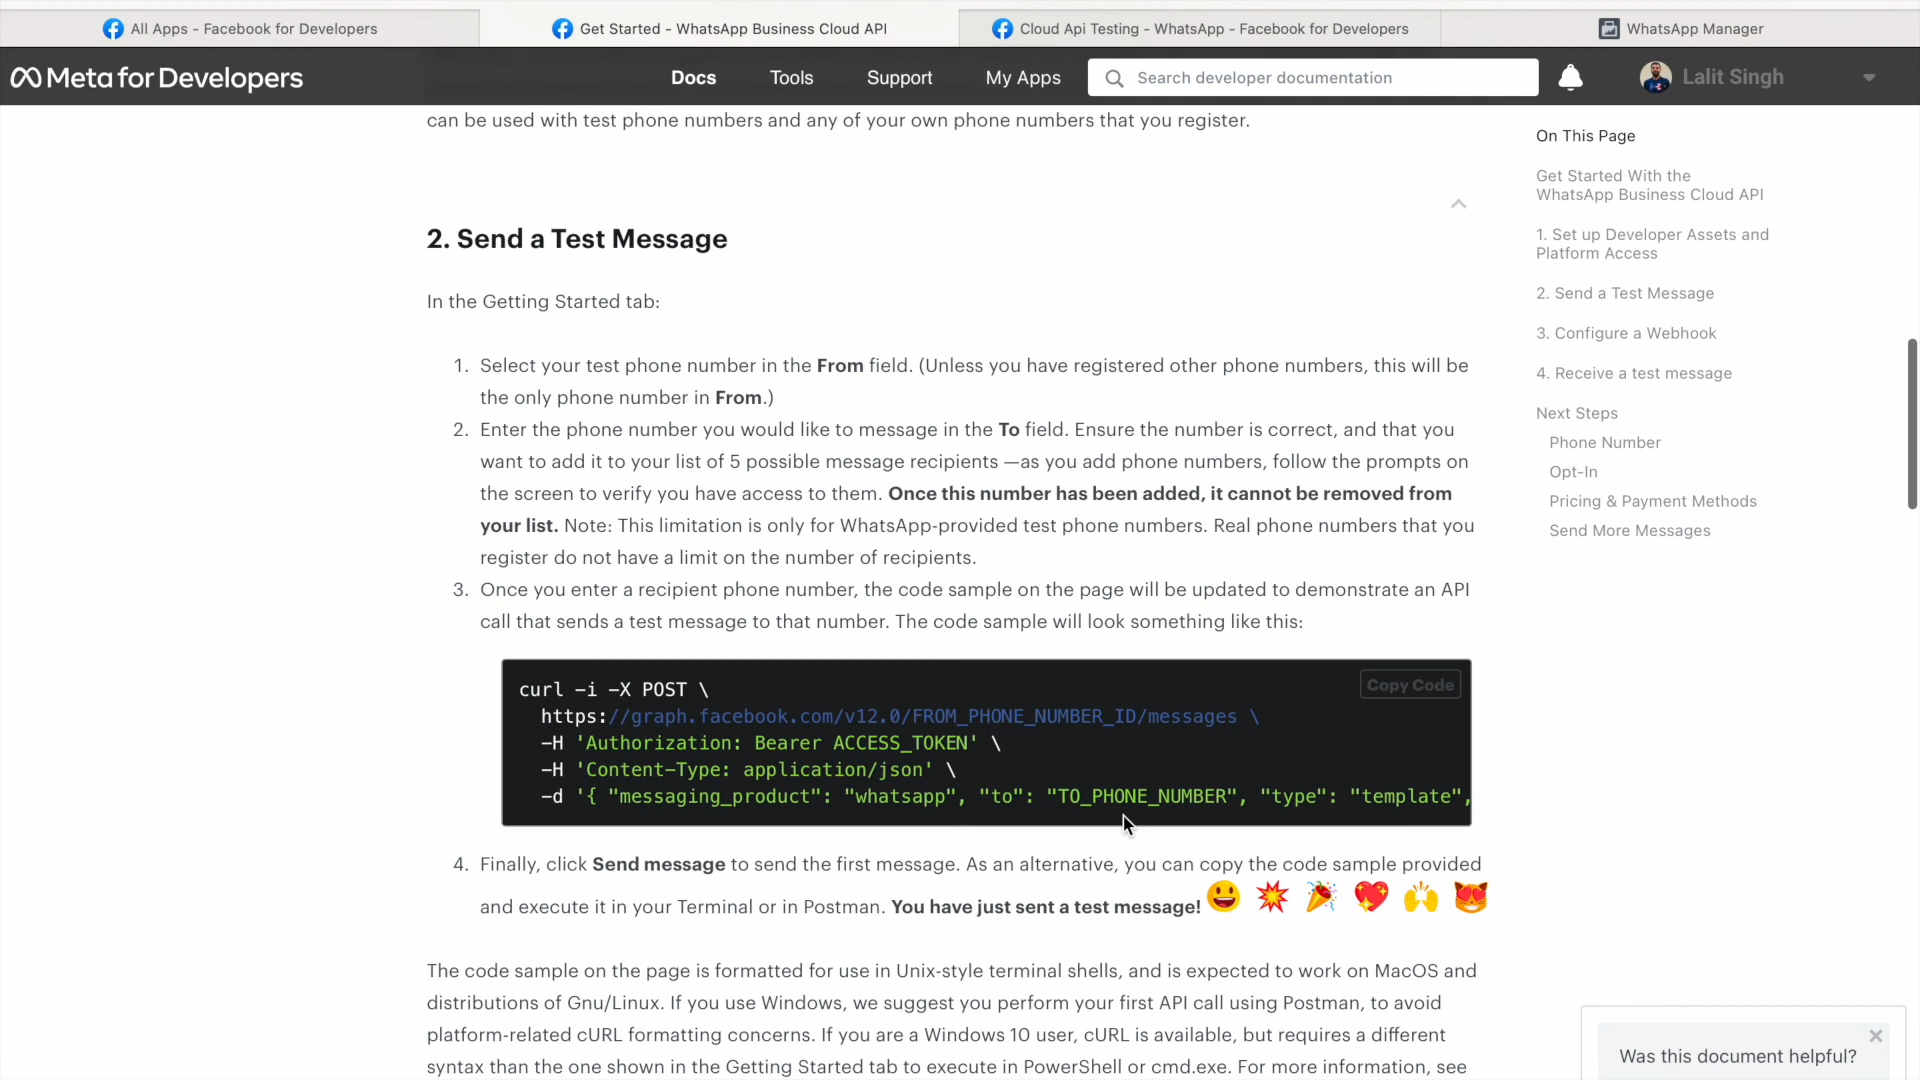 All Apps - Facebook for Developers
Get Started - WhatsApp Business Cloud API
Cloud Api Testing - WhatsApp - Facebook for Developers
WhatsApp Manager
Meta for Developers
Docs
Tools
Support
My Apps
Search developer documentation
Lalit Singh
can be used with test phone numbers and any of your own phone numbers that you register.
2. Send a Test Message
In the Getting Started tab:
1. Select your test phone number in the From field. (Unless you have registered other phone numbers, this will be
the only phone number in From.)
2. Enter the phone number you would like to message in the To field. Ensure the number is correct, and that you
want to add it to your list of 5 possible message recipients —as you add phone numbers, follow the prompts on
the screen to verify you have access to them. Once this number has been added, it cannot be removed from
your list. Note: This limitation is only for WhatsApp-provided test phone numbers. Real phone numbers that you
register do not have a limit on the number of recipients.
3. Once you enter a recipient phone number, the code sample on the page will be updated to demonstrate an API
call that sends a test message to that number. The code sample will look something like this:
Copy Code
curl -i -X POST \
https://graph.facebook.com/v12.0/FROM_PHONE_NUMBER_ID/messages \
-H 'Authorization: Bearer ACCESS_TOKEN' \
-H 'Content-Type: application/json' \
-d '{ "messaging_product": "whatsapp", "to": "TO_PHONE_NUMBER", "type": "template",
4. Finally, click Send message to send the first message. As an alternative, you can copy the code sample provided
and execute it in your Terminal or in Postman. You have just sent a test message! 😃 💥 🎉 💖 🙌 😻
The code sample on the page is formatted for use in Unix-style terminal shells, and is expected to work on MacOS and
distributions of Gnu/Linux. If you use Windows, we suggest you perform your first API call using Postman, to avoid
platform-related cURL formatting concerns. If you are a Windows 10 user, cURL is available, but requires a different
syntax than the one shown in the Getting Started tab to execute in PowerShell or cmd.exe. For more information, see
On This Page
Get Started With the
WhatsApp Business Cloud API
1. Set up Developer Assets and
Platform Access
2. Send a Test Message
3. Configure a Webhook
4. Receive a test message
Next Steps
Phone Number
Opt-In
Pricing & Payment Methods
Send More Messages
Was this document helpful?